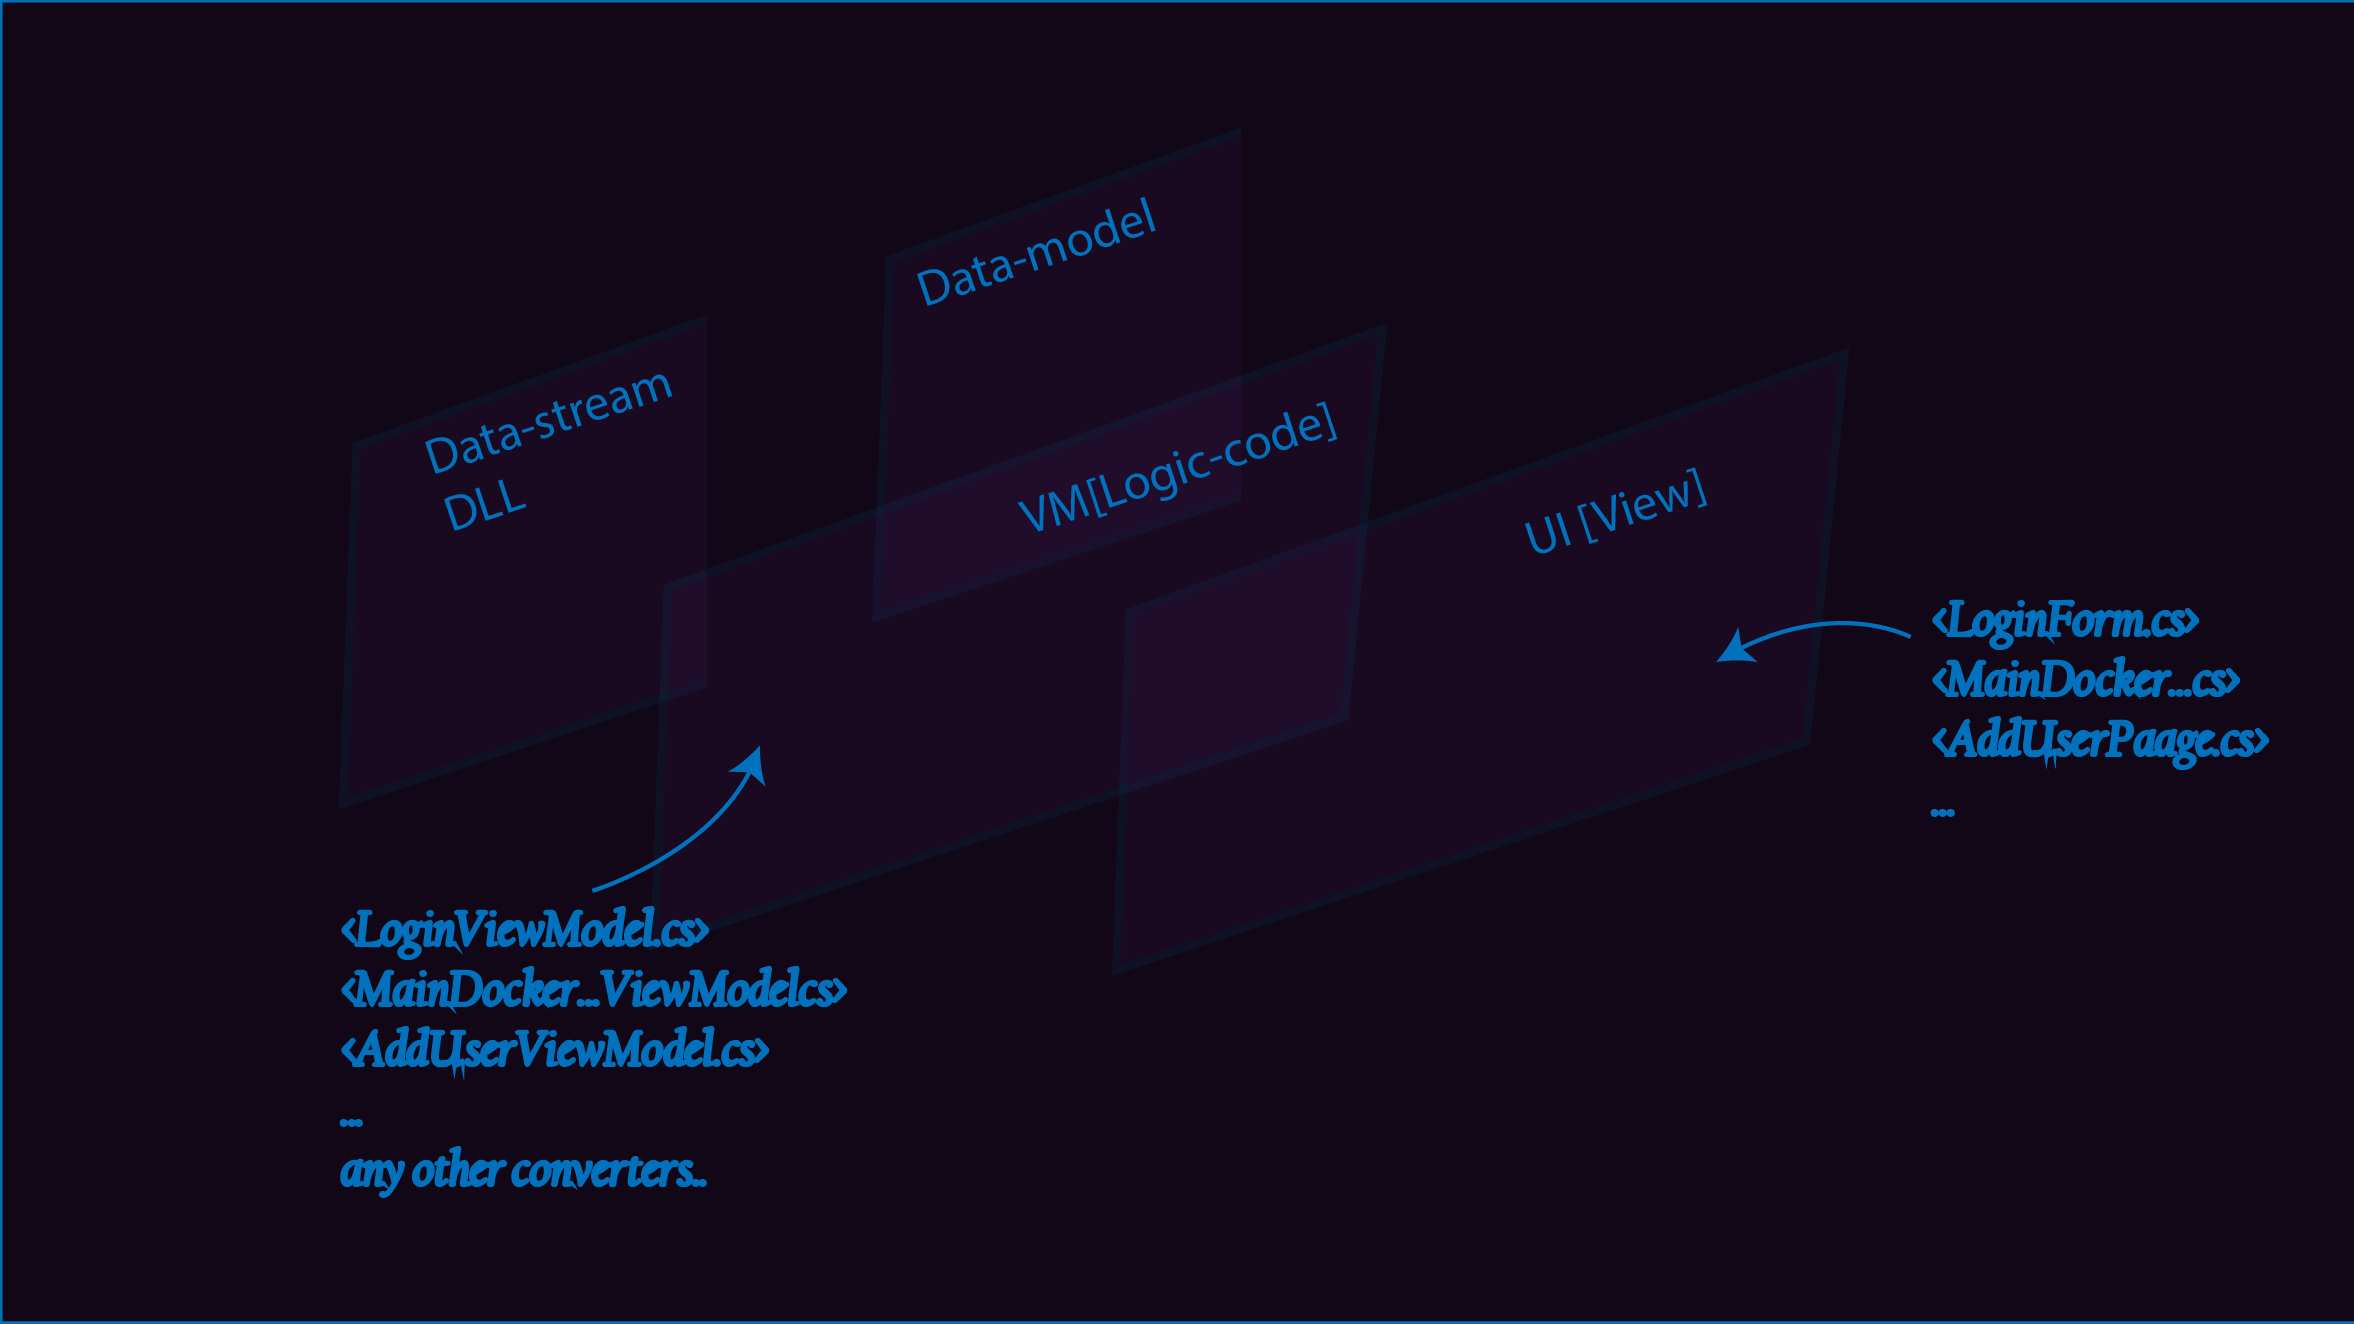 Data-model
Data-stream
DLL
VM[Logic-code]
UI [View]
<LoginForm.cs>
<MainDocker...cs>
<AddUserPaage.cs>
...
<LoginViewModel.cs>
<MainDocker...ViewModelcs>
<AddUserViewModel.cs>
...
any other converters..